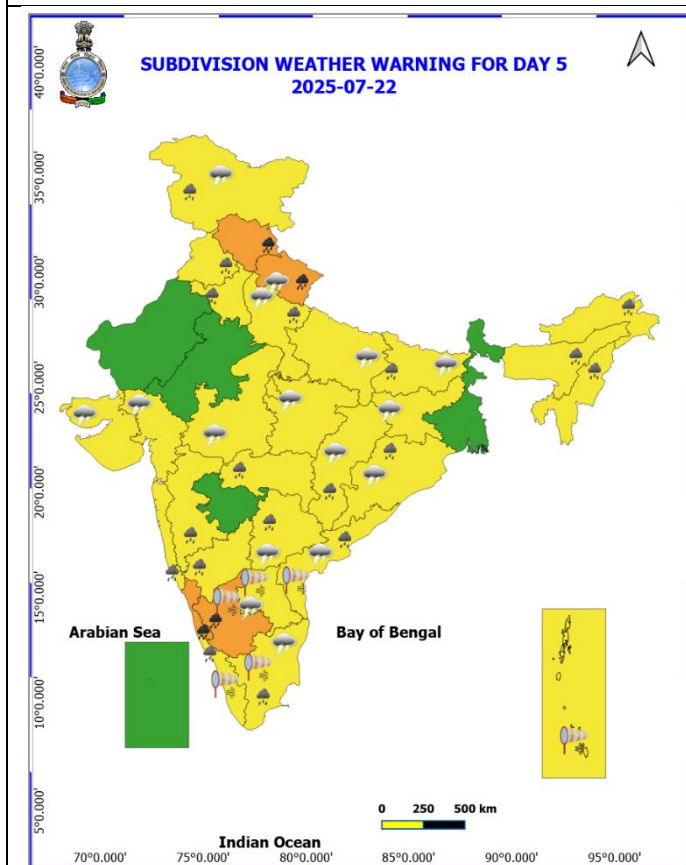 SUBDIVISION WEATHER WARNING FOR DAY 5
2025-07-22
40°0.000'
35°0.000'
30°0.000'
25°0.000'
20°0.000'
15°0.000'
10°0.000'
5°0.000'
Arabian Sea
Bay of Bengal
0 250 500 km
Indian Ocean
70°0.000' 75°0.000' 80°0.000' 85°0.000' 90°0.000' 95°0.000'